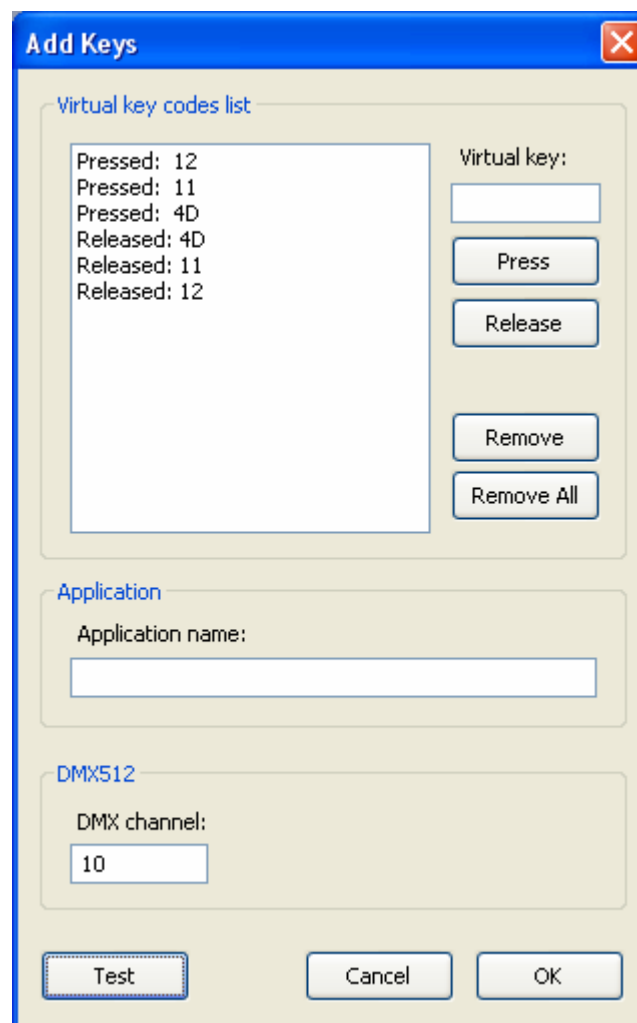 Add Keys
Virtual key codes list
Pressed: 12
Pressed: 11
Pressed: 4D
Released: 4D
Released: 11
Released: 12
Virtual key:
Press
Release
Remove
Remove All
Application
Application name:
DMX512
DMX channel:
10
Test
Cancel
OK